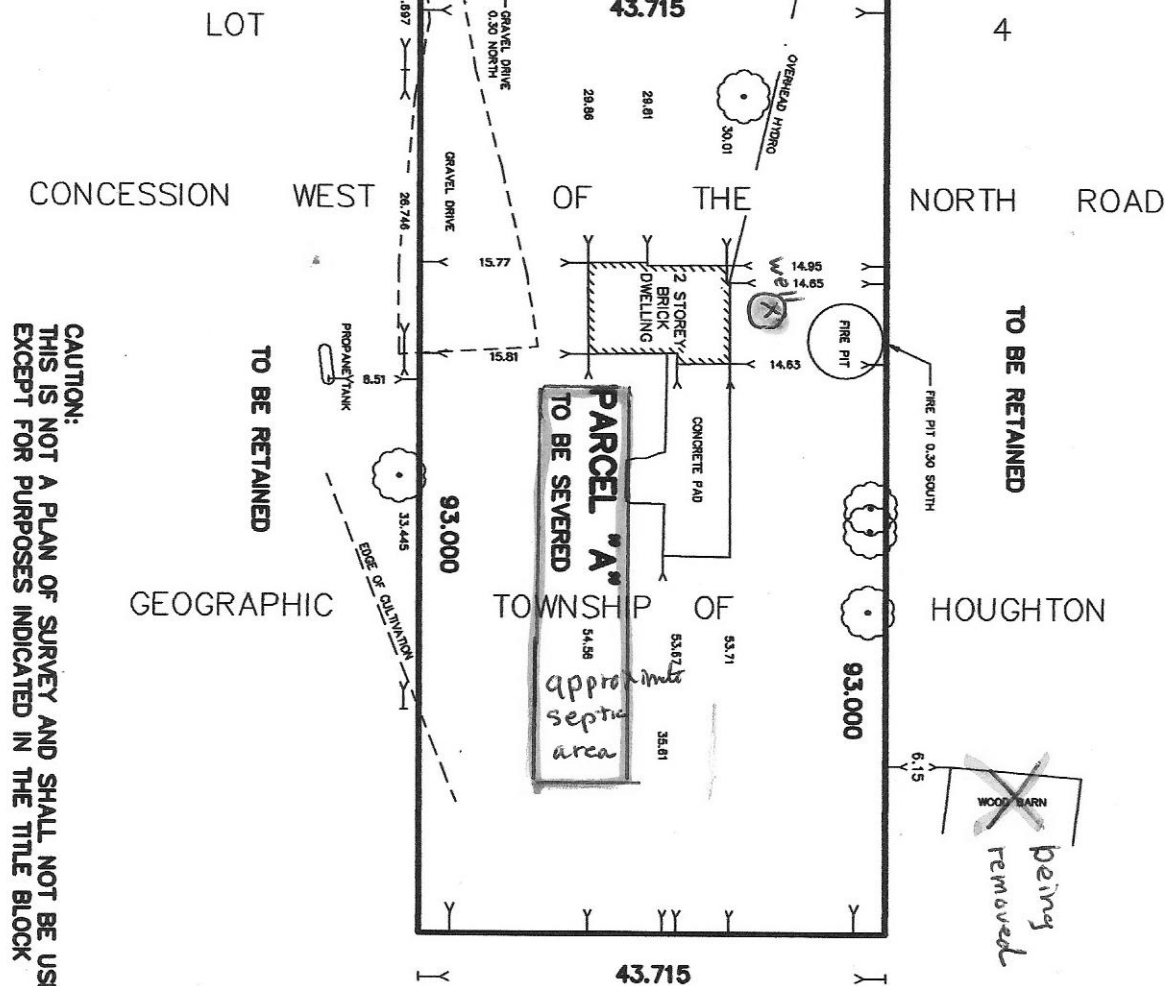 43.715
LOT
4
.897
GRAVEL DRIVE
0.30 NORTH
OVERHEAD HYDRO
29.86
29.81
30.01
GRAVEL DRIVE
CONCESSION WEST OF THE NORTH ROAD
26.746
15.77
14.95
14.65
well
X
2 STOREY
BRICK
DWELLING
FIRE PIT
TO BE RETAINED
PROPANE TANK
15.81
14.63
8.51
FIRE PIT 0.30 SOUTH
TO BE RETAINED
CAUTION:
THIS IS NOT A PLAN OF SURVEY AND SHALL NOT BE
EXCEPT FOR PURPOSES INDICATED IN THE TITLE BLOCK
PARCEL "A"
TO BE SEVERED
CONCRETE PAD
33.445
93.000
EDGE OF CULTIVATION
GEOGRAPHIC TOWNSHIP OF HOUGHTON
54.56
53.67
53.71
93.000
approximate
septic
area
35.61
6.15
WOOD BARN
being
removed
43.715